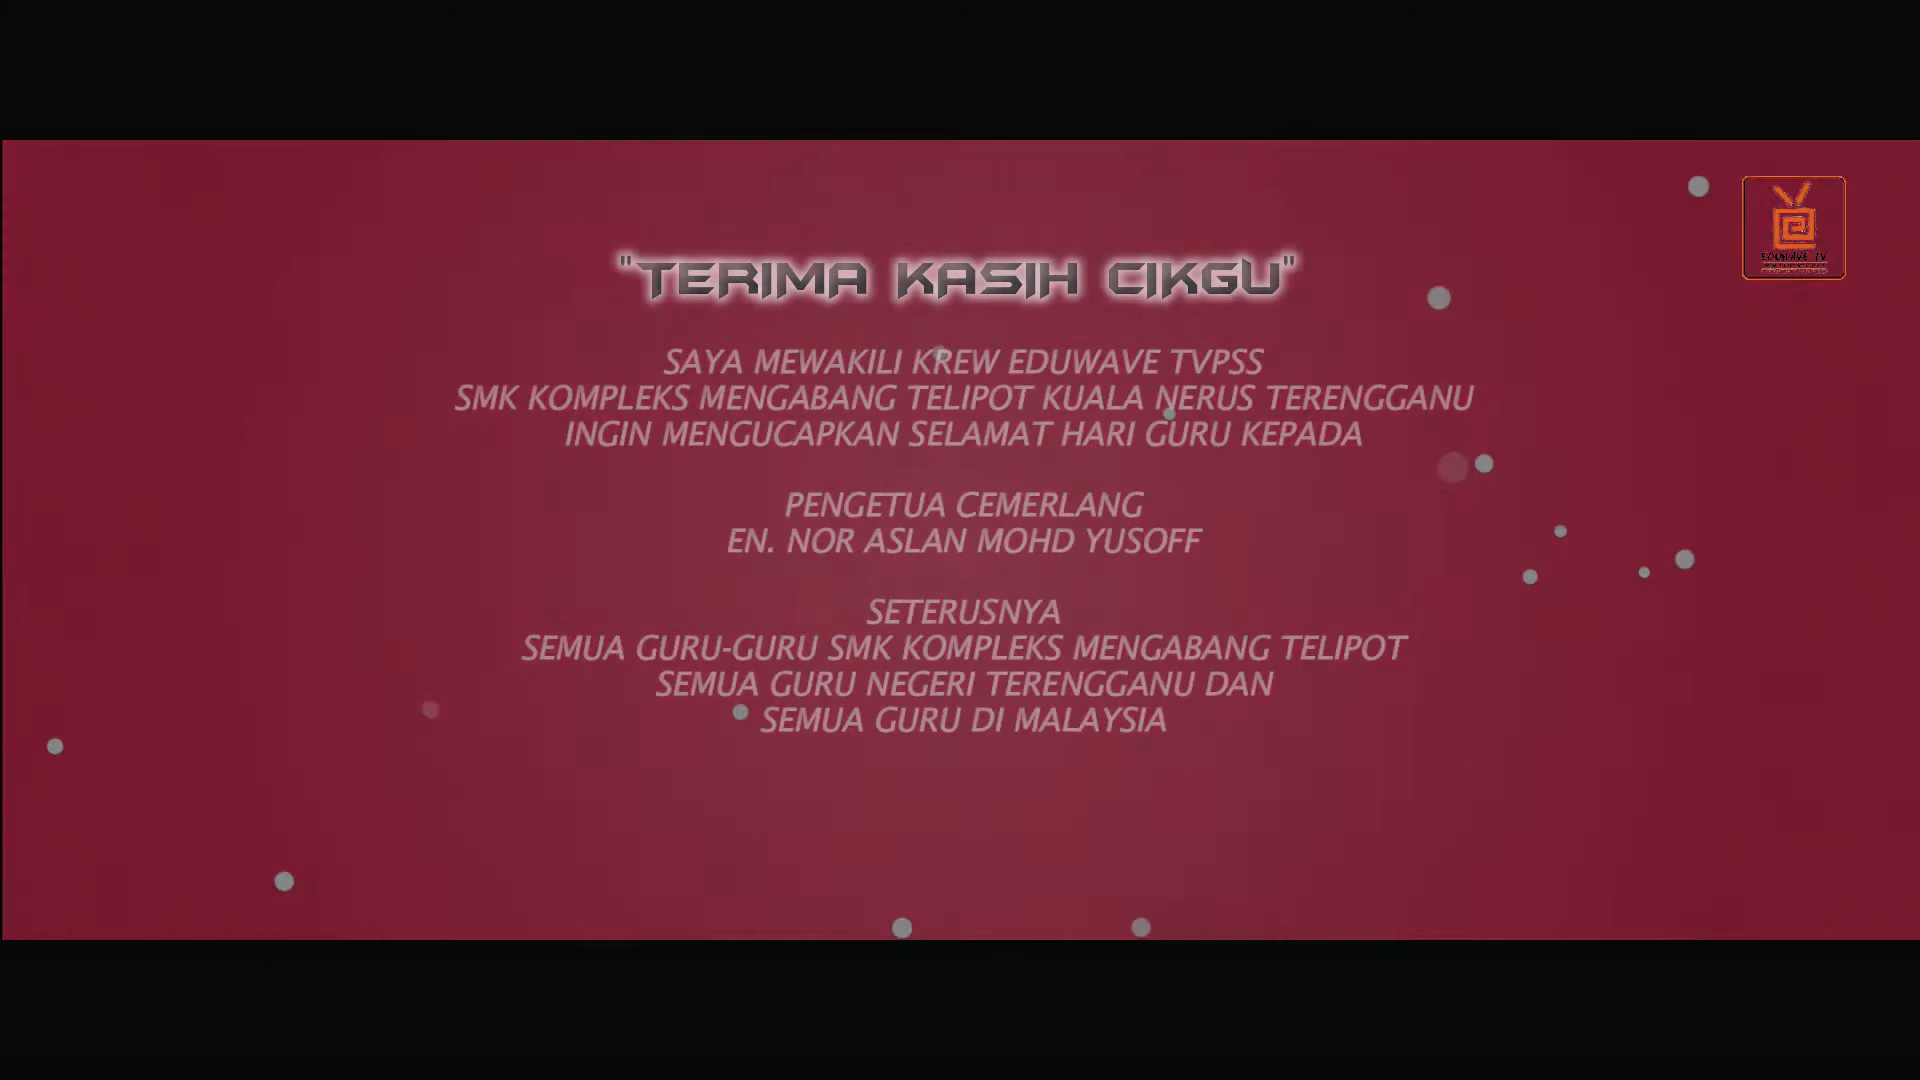 "TERIMA KASIH CIKGU"
EDUWAVE TV
SAYA MEWAKILI KREW EDUWAVE TVPSS
SMK KOMPLEKS MENGABANG TELIPOT KUALA NERUS TERENGGANU
INGIN MENGUCAPKAN SELAMAT HARI GURU KEPADA
PENGETUA CEMERLANG
EN. NOR ASLAN MOHD YUSOFF
SETERUSNYA
SEMUA GURU-GURU SMK KOMPLEKS MENGABANG TELIPOT
SEMUA GURU NEGERI TERENGGANU DAN
SEMUA GURU DI MALAYSIA